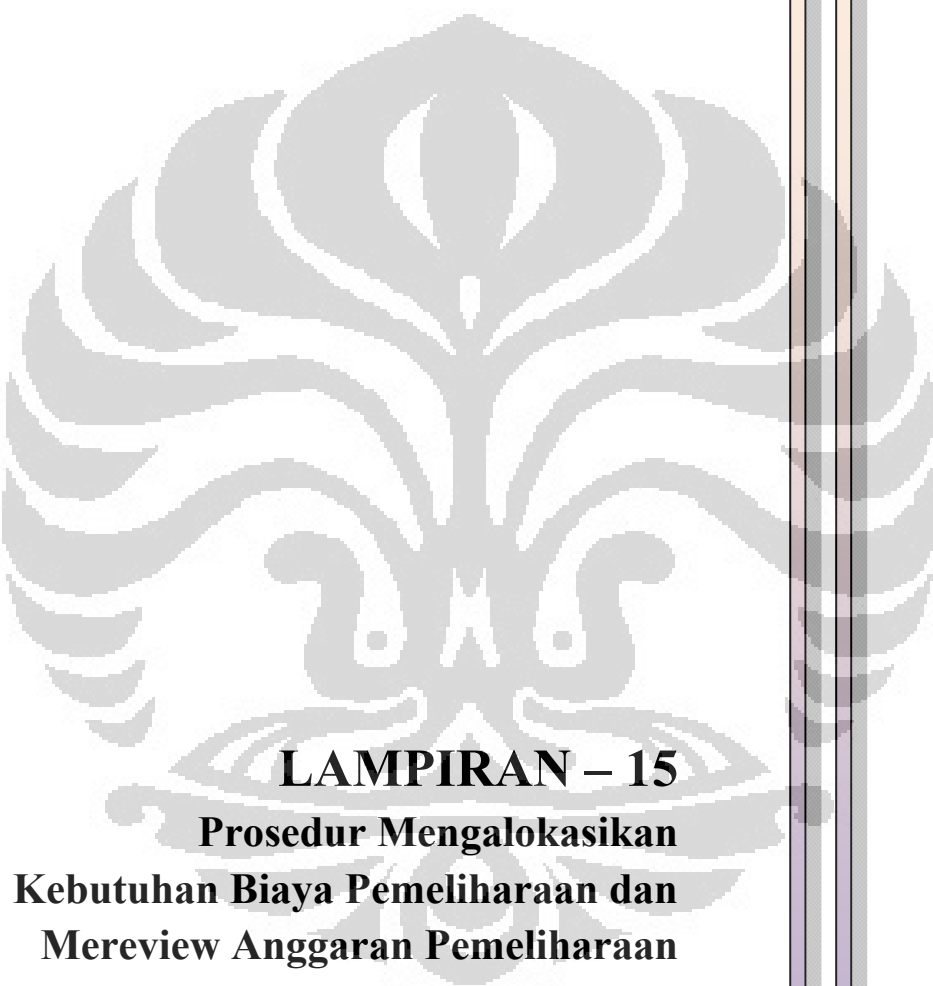 LAMPIRAN – 15
Prosedur Mengalokasikan
Kebutuhan Biaya Pemeliharaan dan
Mereview Anggaran Pemeliharaan